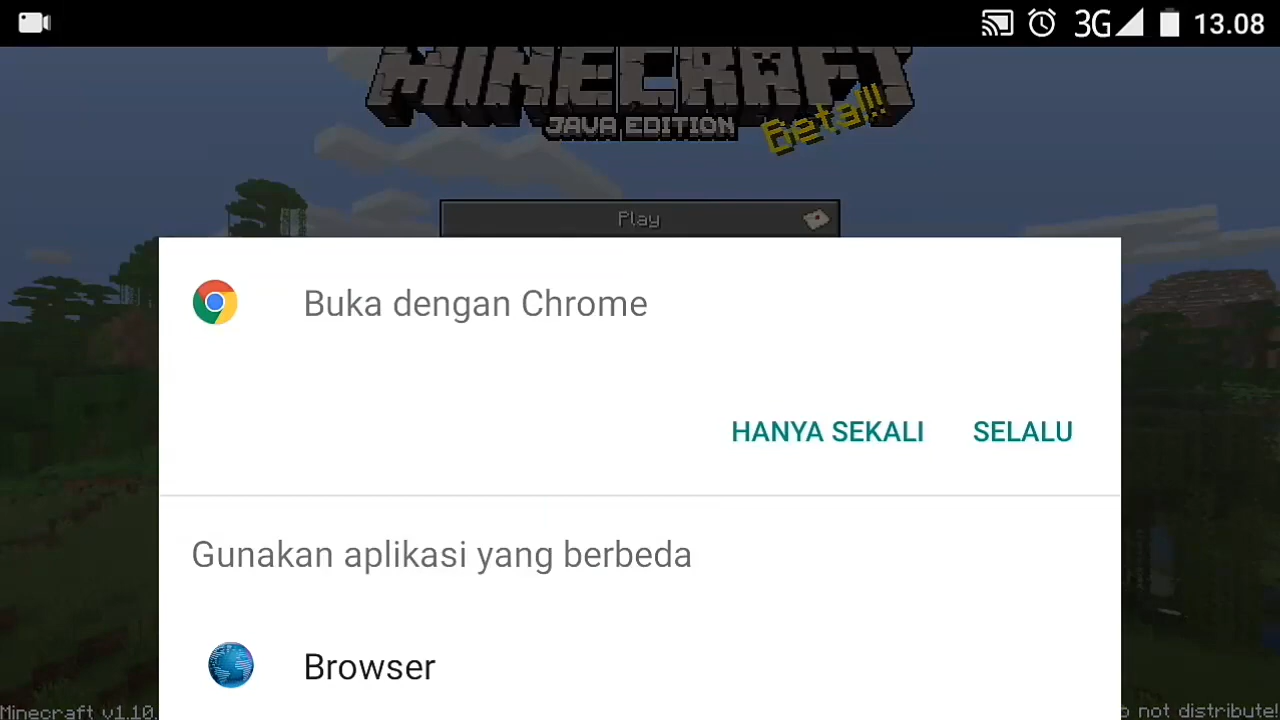 3G 13.08
MINECRAFT
JAVA EDITION
Beta!!!
Play
Buka dengan Chrome
HANYA SEKALI SELALU
Gunakan aplikasi yang berbeda
Browser
Minecraft v1.10. not distribute!